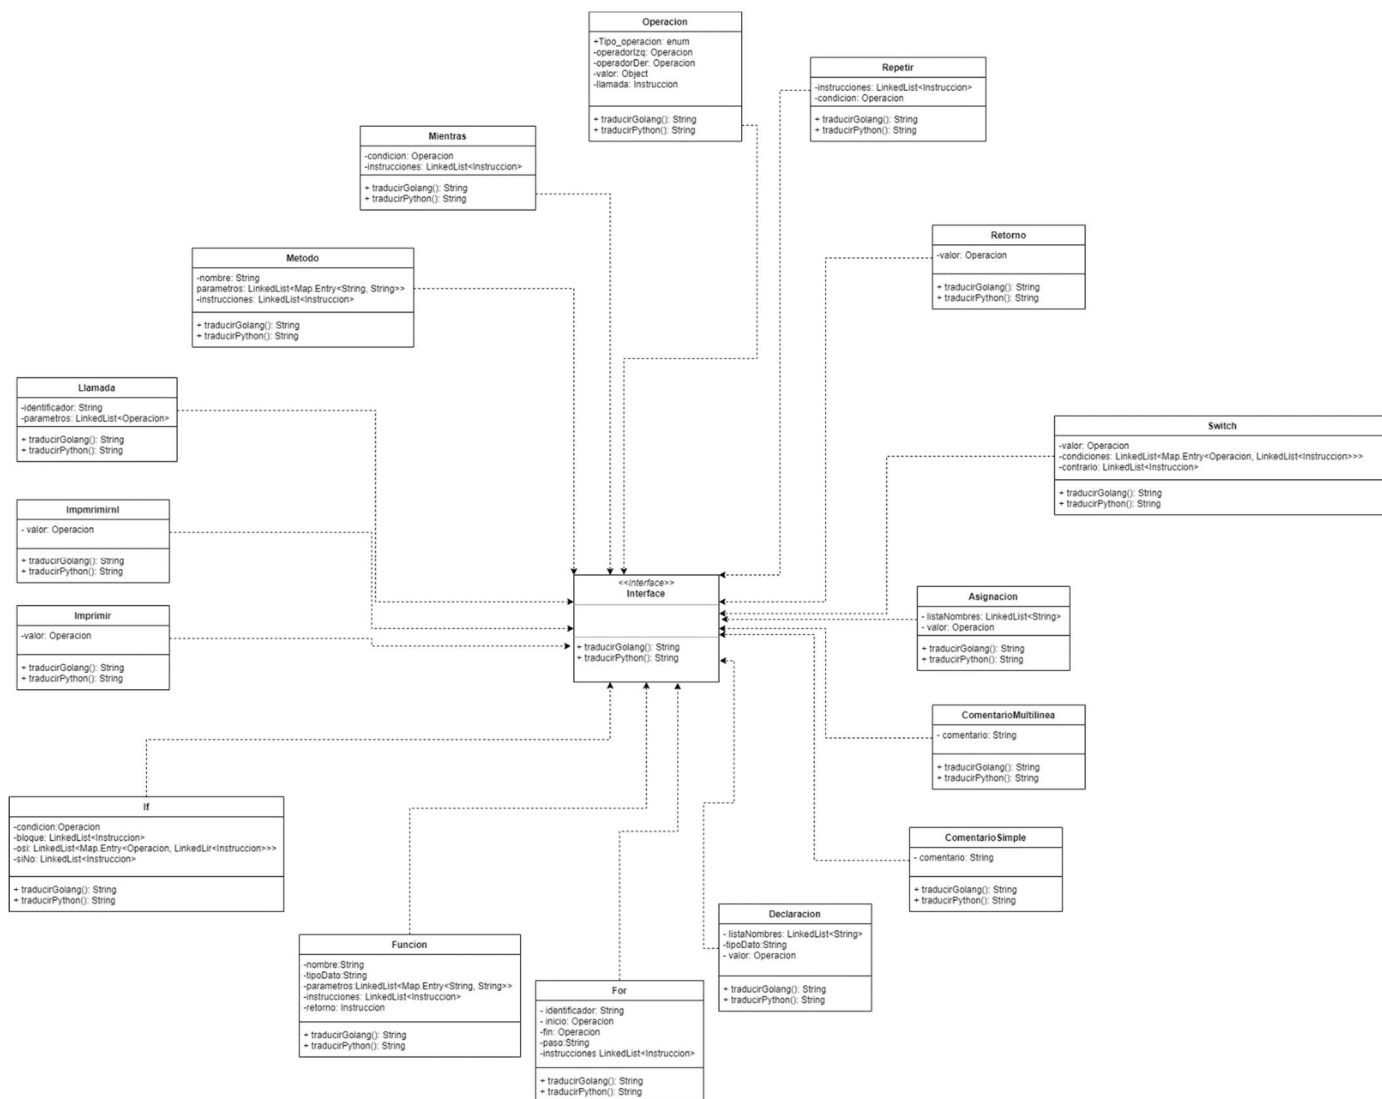 Operacion
+Tipo_operacion: enum
-operadorIzq: Operacion
-operadorDer: Operacion
-valor: Object
-llamada: Instruccion
+ traducirGolang(): String
+ traducirPython(): String
Repetir
-instrucciones: LinkedList<Instruccion>
-condicion: Operacion
+ traducirGolang(): String
+ traducirPython(): String
Mientras
-condicion: Operacion
-instrucciones: LinkedList<Instruccion>
+ traducirGolang(): String
+ traducirPython(): String
Retorno
-valor: Operacion
+ traducirGolang(): String
+ traducirPython(): String
Metodo
-nombre: String
parametros: LinkedList<Map.Entry<String, String>>
-instrucciones: LinkedList<Instruccion>
+ traducirGolang(): String
+ traducirPython(): String
Llamada
-identificador: String
-parametros: LinkedList<Operacion>
+ traducirGolang(): String
+ traducirPython(): String
Switch
-valor: Operacion
-condiciones: LinkedList<Map.Entry<Operacion, LinkedList<Instruccion>>>
-contrario: LinkedList<Instruccion>
+ traducirGolang(): String
+ traducirPython(): String
Impmrimirnl
- valor: Operacion
+ traducirGolang(): String
+ traducirPython(): String
<<interface>>
Interface
+ traducirGolang(): String
+ traducirPython(): String
Asignacion
- listaNombres: LinkedList<String>
- valor: Operacion
+ traducirGolang(): String
+ traducirPython(): String
Imprimir
-valor: Operacion
+ traducirGolang(): String
+ traducirPython(): String
ComentarioMultilinea
- comentario: String
+ traducirGolang(): String
+ traducirPython(): String
If
-condicion:Operacion
-bloque: LinkedList<Instruccion>
-osi: LinkedList<Map.Entry<Operacion, LinkedLir<Instruccion>>>
-siNo: LinkedList<Instruccion>
+ traducirGolang(): String
+ traducirPython(): String
ComentarioSimple
- comentario: String
+ traducirGolang(): String
+ traducirPython(): String
Declaracion
- listaNombres: LinkedList<String>
-tipoDato:String
- valor: Operacion
+ traducirGolang(): String
+ traducirPython(): String
Funcion
-nombre:String
-tipoDato:String
-parametros:LinkedList<Map.Entry<String, String>>
-instrucciones: LinkedList<Instruccion>
-retorno: Instruccion
+ traducirGolang(): String
+ traducirPython(): String
For
- identificador: String
- inicio: Operacion
-fin: Operacion
-paso:String
-instrucciones LinkedList<Instruccion>
+ traducirGolang(): String
+ traducirPython(): String